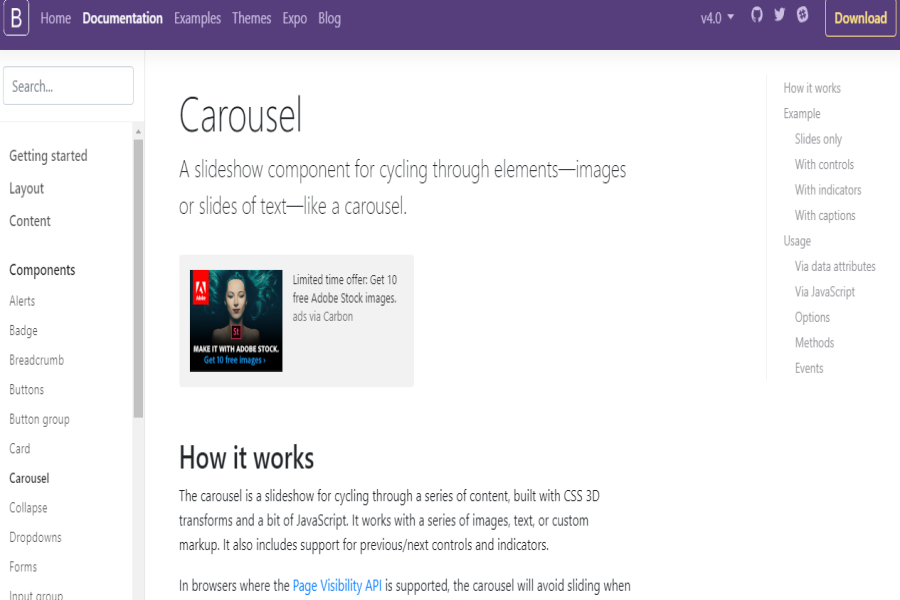 B
Home Documentation Examples Themes Expo Blog
v4.0
Download
Search...
Getting started
Layout
Content
Components
Alerts
Badge
Breadcrumb
Buttons
Button group
Card
Carousel
Collapse
Dropdowns
Forms
Input group
Carousel
A slideshow component for cycling through elements—images
or slides of text—like a carousel.
Adobe
St
MAKE IT WITH ADOBE STOCK.
Get 10 free images ›
Limited time offer: Get 10
free Adobe Stock images.
ads via Carbon
How it works
The carousel is a slideshow for cycling through a series of content, built with CSS 3D
transforms and a bit of JavaScript. It works with a series of images, text, or custom
markup. It also includes support for previous/next controls and indicators.
In browsers where the Page Visibility API is supported, the carousel will avoid sliding when
How it works
Example
Slides only
With controls
With indicators
With captions
Usage
Via data attributes
Via JavaScript
Options
Methods
Events